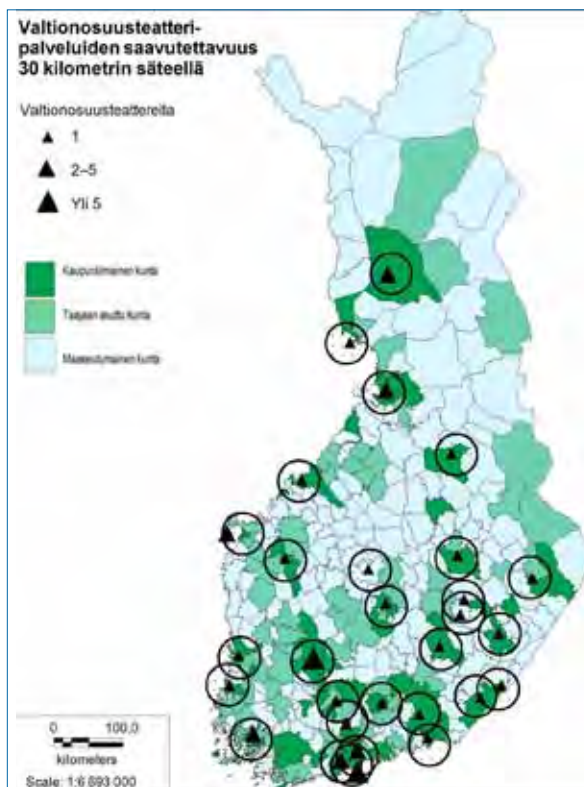 Valtionosuusteatteri-
palveluiden saavutettavuus
30 kilometrin säteellä
Valtionosuusteattereita
1
2–5
Yli 5
Kaupunkimainen kunta
Taajaan asuttu kunta
Maaseutumainen kunta
0 100,0
kilometers
Scale: 1:6 693 000